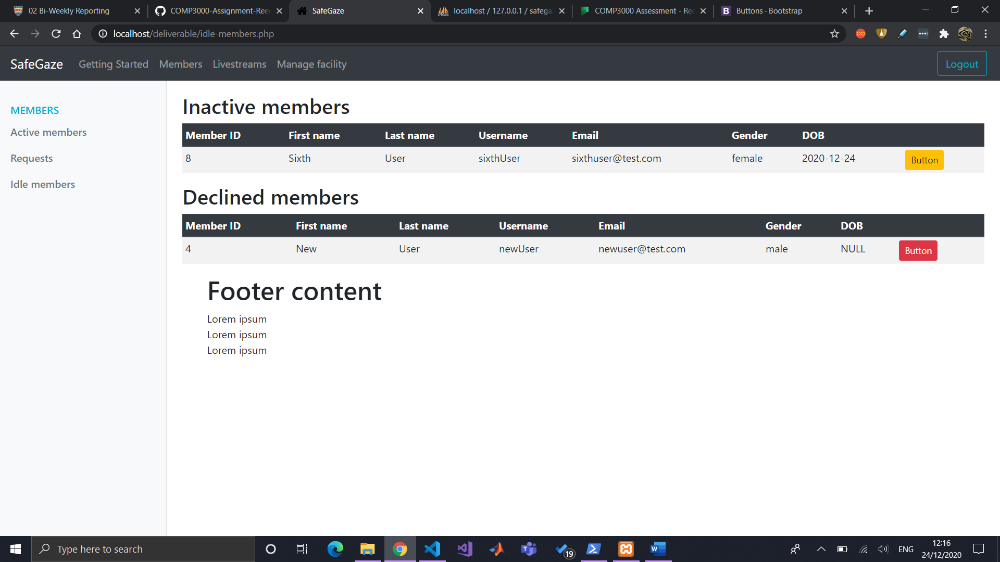 02 Bi-Weekly Reporting
COMP3000-Assignment-Reec
SafeGaze
localhost / 127.0.0.1 / safega
COMP3000 Assessment - Ree
B Buttons · Bootstrap
localhost/deliverable/idle-members.php
SafeGaze Getting Started Members Livestreams Manage facility Logout
MEMBERS
Active members
Requests
Idle members
Inactive members
Member ID First name Last name Username Email Gender DOB
8 Sixth User sixthUser sixthuser@test.com female 2020-12-24 Button
Declined members
Member ID First name Last name Username Email Gender DOB
4 New User newUser newuser@test.com male NULL Button
Footer content
Lorem ipsum
Lorem ipsum
Lorem ipsum
Type here to search
19
ENG
12:16
24/12/2020